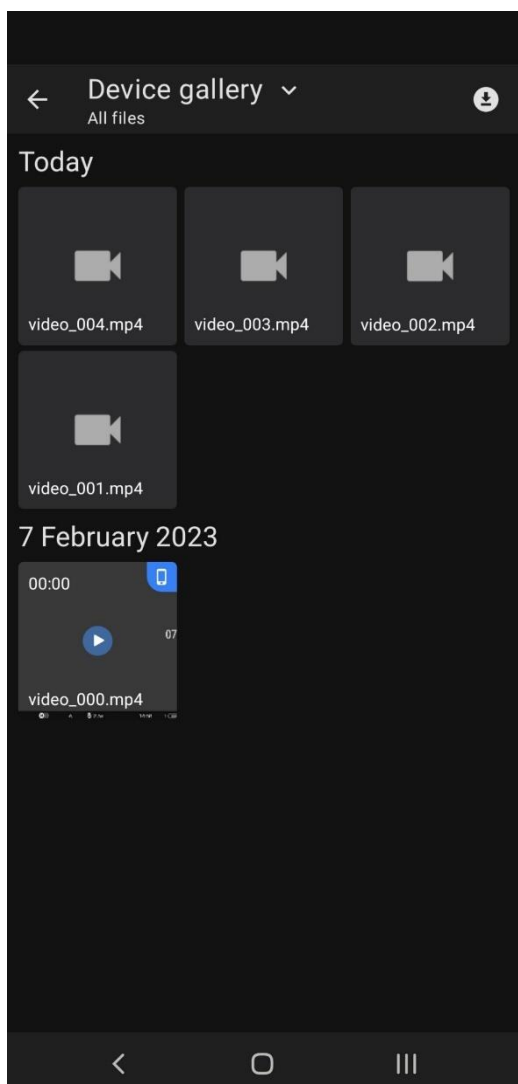 Device gallery
All files
Today
video_004.mp4
video_003.mp4
video_002.mp4
video_001.mp4
7 February 2023
00:00
07
video_000.mp4